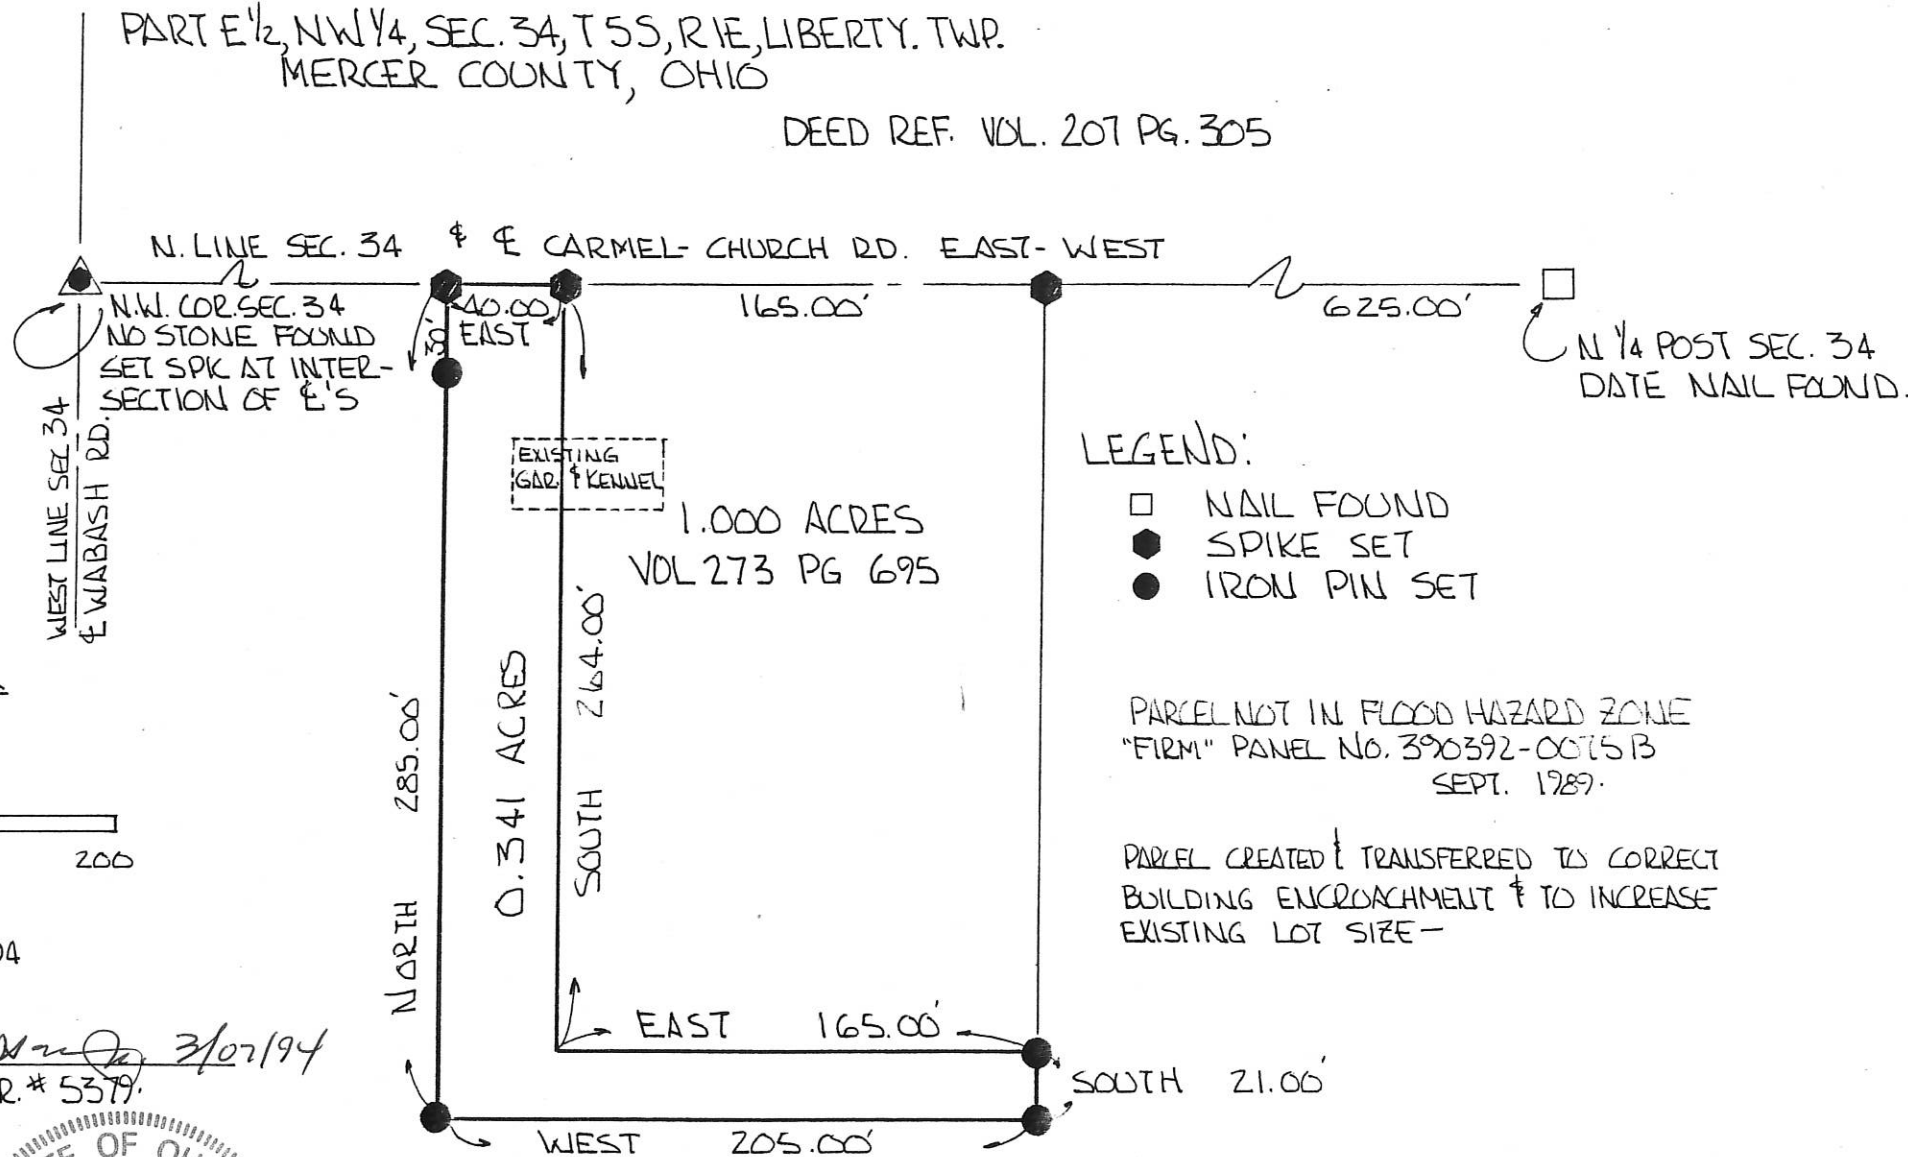 PART E½, NW¼, SEC. 34, T5S, R1E, LIBERTY. TWP.
MERCER COUNTY, OHIO
DEED REF. VOL. 207 PG. 305
N. LINE SEC. 34 & ℄ CARMEL-CHURCH RD. EAST-WEST
N.W. COR. SEC. 34
NO STONE FOUND
SET SPK AT INTER-
SECTION OF ℄'S
WEST LINE SEC 34
℄ WABASH RD.
40.00
EAST
30'
165.00'
625.00'
N ¼ POST SEC. 34
DATE NAIL FOUND.
EXISTING
GAR. & KENNEL
1.000 ACRES
VOL 273 PG 695
LEGEND:
NAIL FOUND
SPIKE SET
IRON PIN SET
NORTH 285.00'
0.341 ACRES
SOUTH 264.00'
PARCEL NOT IN FLOOD HAZARD ZONE
"FIRM" PANEL NO. 390392-0075B
SEPT. 1989.
PARCEL CREATED & TRANSFERRED TO CORRECT
BUILDING ENCROACHMENT & TO INCREASE
EXISTING LOT SIZE—
200
EAST 165.00'
SOUTH 21.00'
WEST 205.00'
3/07/94
R. # 5379.
OF